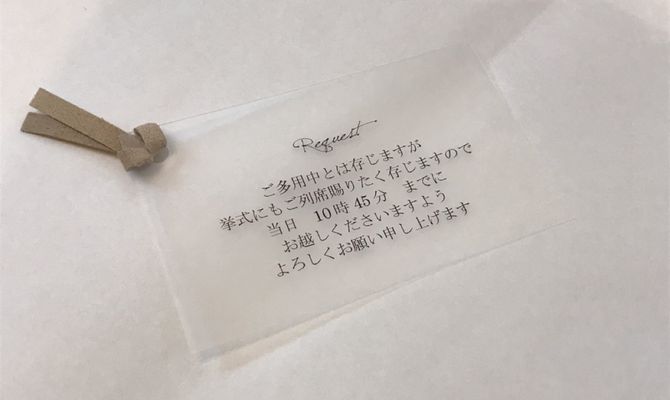 Request
ご多用中とは存じますが
挙式にもご列席賜りたく存じますので
当日　10時45分　までに
お越しくださいますよう
よろしくお願い申し上げます